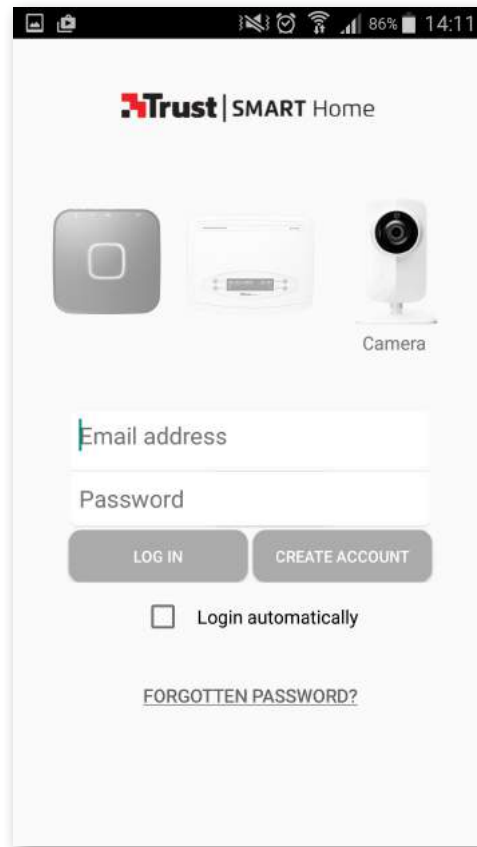 86% 14:11
Trust | SMART Home
Camera
Email address
Password
LOG IN
CREATE ACCOUNT
Login automatically
FORGOTTEN PASSWORD?